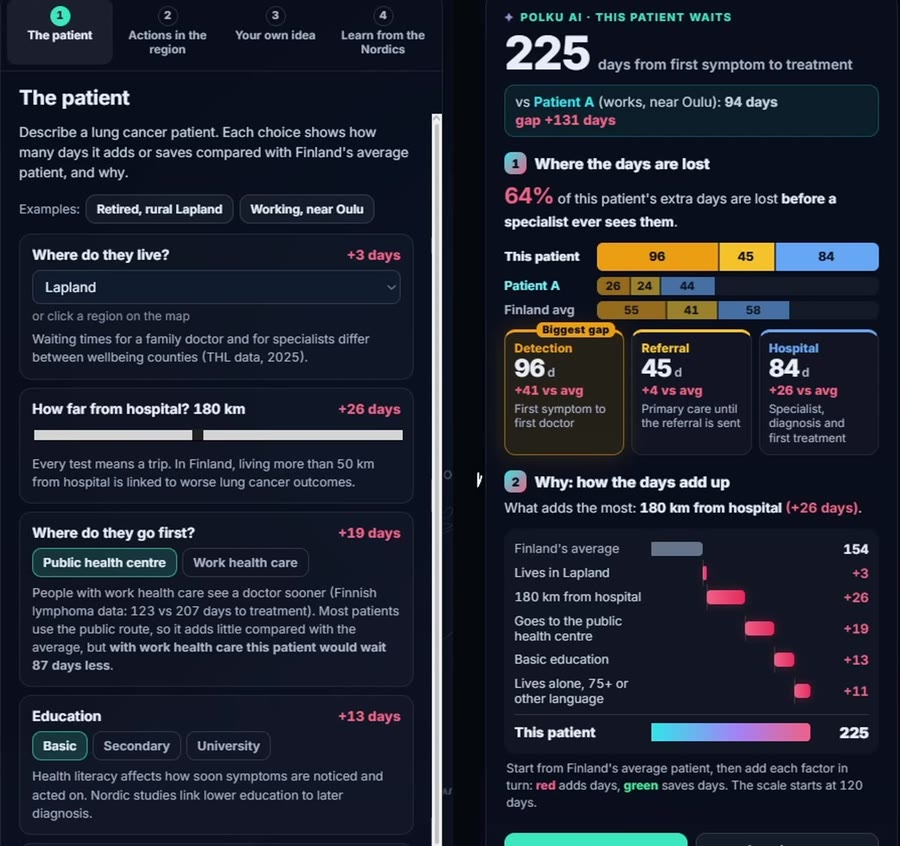 1
The patient
2
Actions in the
region
3
Your own idea
4
Learn from the
Nordics
The patient
Describe a lung cancer patient. Each choice shows how
many days it adds or saves compared with Finland's average
patient, and why.
Examples: Retired, rural Lapland Working, near Oulu
Where do they live? +3 days
Lapland
or click a region on the map
Waiting times for a family doctor and for specialists differ
between wellbeing counties (THL data, 2025).
How far from hospital? 180 km +26 days
Every test means a trip. In Finland, living more than 50 km
from hospital is linked to worse lung cancer outcomes.
Where do they go first? +19 days
Public health centre Work health care
People with work health care see a doctor sooner (Finnish
lymphoma data: 123 vs 207 days to treatment). Most patients
use the public route, so it adds little compared with the
average, but with work health care this patient would wait
87 days less.
Education +13 days
Basic Secondary University
Health literacy affects how soon symptoms are noticed and
acted on. Nordic studies link lower education to later
diagnosis.
POLKU AI · THIS PATIENT WAITS
225 days from first symptom to treatment
vs Patient A (works, near Oulu): 94 days
gap +131 days
1 Where the days are lost
64% of this patient's extra days are lost before a
specialist ever sees them.
This patient 96 45 84
Patient A 26 24 44
Finland avg 55 41 58
Biggest gap
Detection
96 d
+41 vs avg
First symptom to
first doctor
Referral
45 d
+4 vs avg
Primary care until
the referral is sent
Hospital
84 d
+26 vs avg
Specialist,
diagnosis and
first treatment
2 Why: how the days add up
What adds the most: 180 km from hospital (+26 days).
Finland's average 154
Lives in Lapland +3
180 km from hospital +26
Goes to the public
health centre +19
Basic education +13
Lives alone, 75+ or
other language +11
This patient 225
Start from Finland's average patient, then add each factor in
turn: red adds days, green saves days. The scale starts at 120
days.